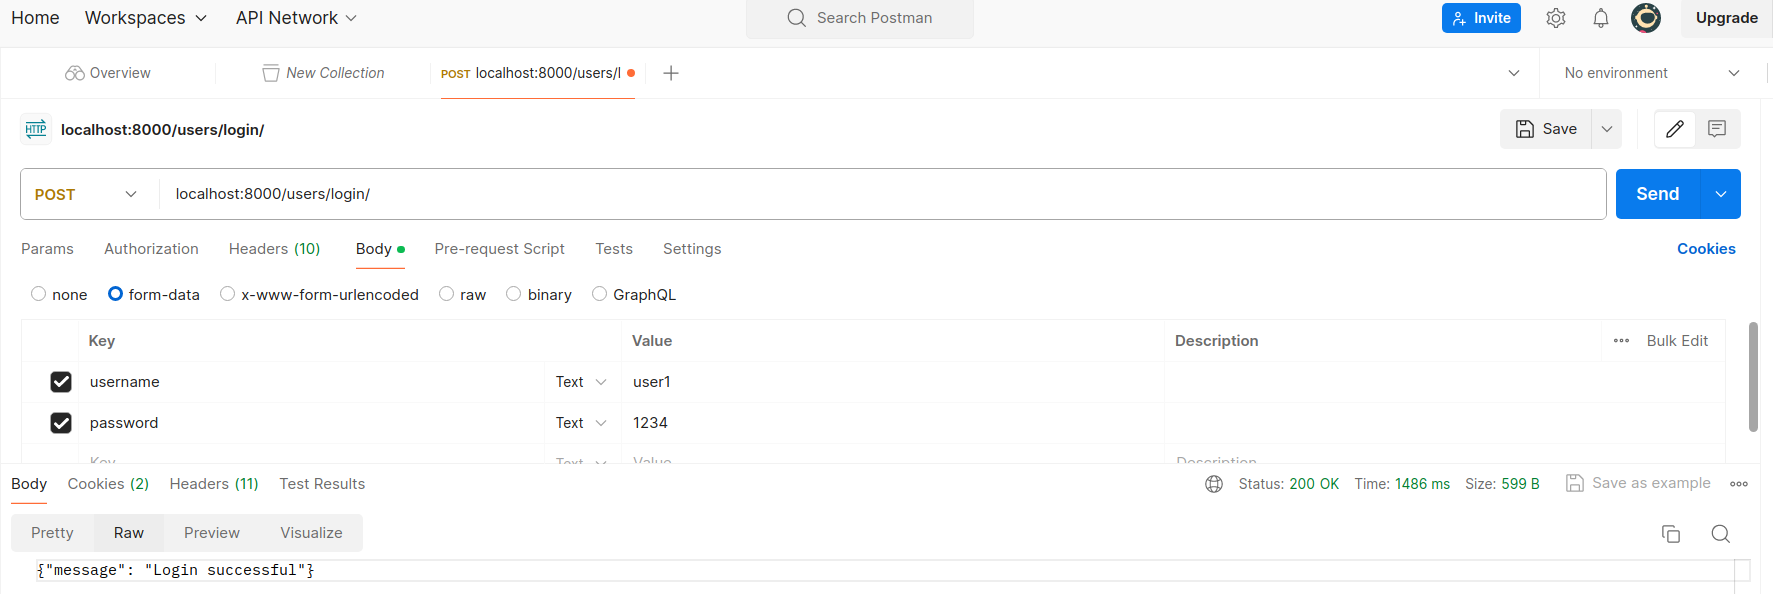 Home Workspaces API Network Search Postman Invite Upgrade
Overview New Collection POST localhost:8000/users/l No environment
HTTP localhost:8000/users/login/ Save
POST localhost:8000/users/login/ Send
Params Authorization Headers (10) Body Pre-request Script Tests Settings Cookies
none form-data x-www-form-urlencoded raw binary GraphQL
Key Value Description Bulk Edit
username Text user1
password Text 1234
Key Text Value Description
Body Cookies (2) Headers (11) Test Results Status: 200 OK Time: 1486 ms Size: 599 B Save as example
Pretty Raw Preview Visualize
{"message": "Login successful"}